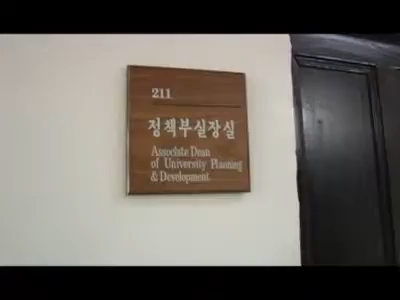 211
정책부실장실
Associate Dean
of University Planning
& Development